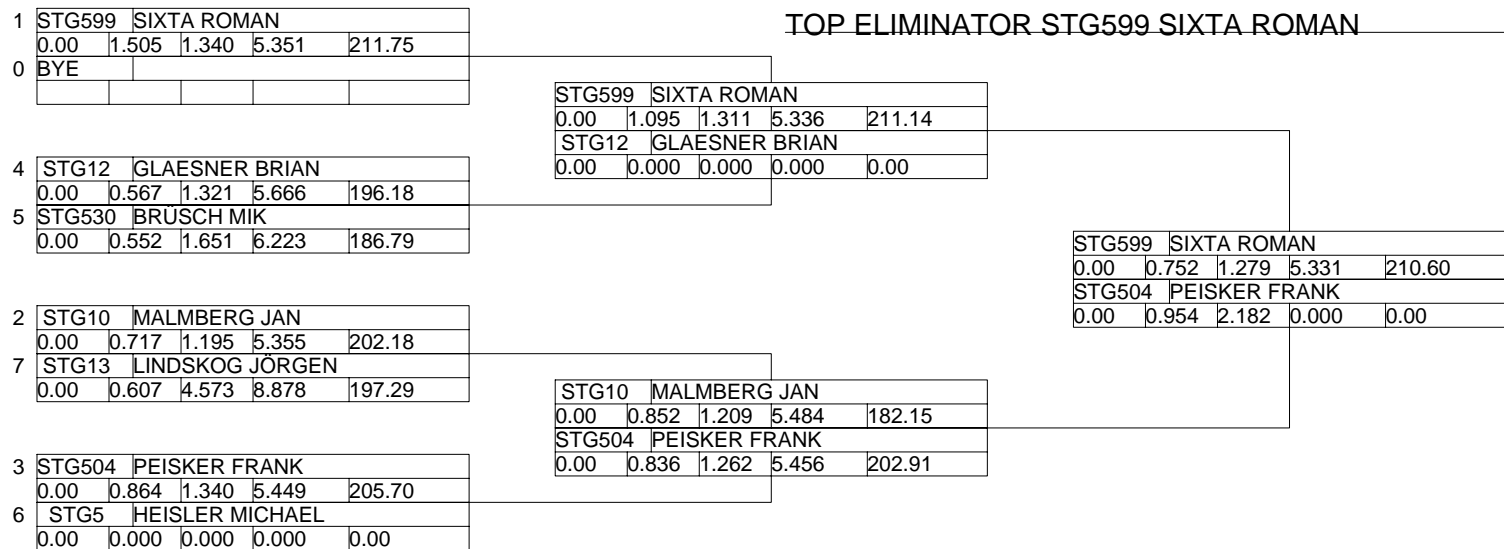 TOP ELIMINATOR STG599 SIXTA ROMAN
1 STG599 SIXTA ROMAN
0.00 1.505 1.340 5.351 211.75
0 BYE
4 STG12 GLAESNER BRIAN
0.00 0.567 1.321 5.666 196.18
5 STG530 BRÜSCH MIK
0.00 0.552 1.651 6.223 186.79
2 STG10 MALMBERG JAN
0.00 0.717 1.195 5.355 202.18
7 STG13 LINDSKOG JÖRGEN
0.00 0.607 4.573 8.878 197.29
3 STG504 PEISKER FRANK
0.00 0.864 1.340 5.449 205.70
6 STG5 HEISLER MICHAEL
0.00 0.000 0.000 0.000 0.00
STG599 SIXTA ROMAN
0.00 1.095 1.311 5.336 211.14
STG12 GLAESNER BRIAN
0.00 0.000 0.000 0.000 0.00
STG10 MALMBERG JAN
0.00 0.852 1.209 5.484 182.15
STG504 PEISKER FRANK
0.00 0.836 1.262 5.456 202.91
STG599 SIXTA ROMAN
0.00 0.752 1.279 5.331 210.60
STG504 PEISKER FRANK
0.00 0.954 2.182 0.000 0.00